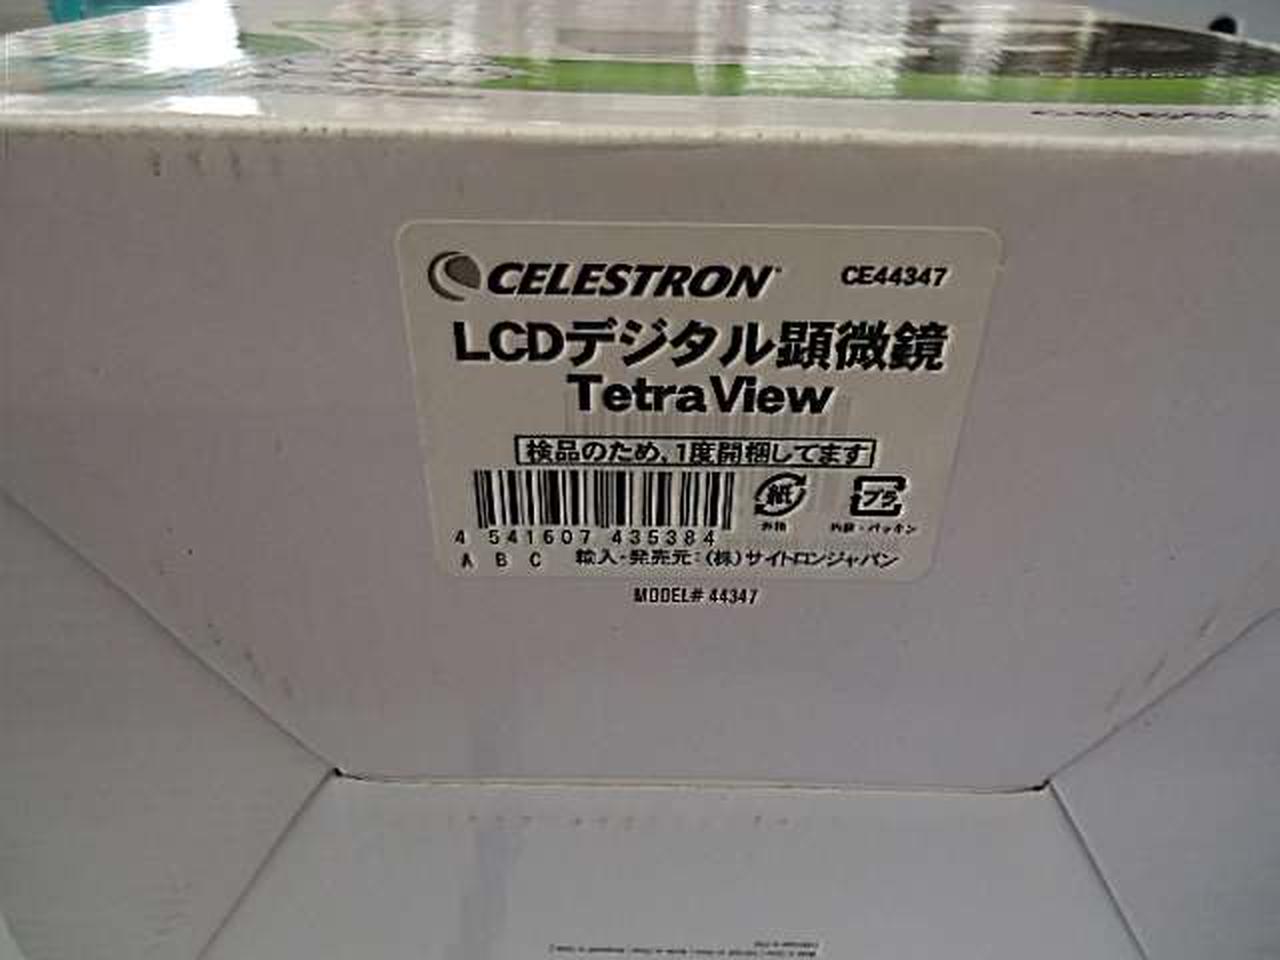 CELESTRON
CE44347
LCDデジタル顕微鏡
TetraView
検品のため、1度開梱してます
紙
プラ
外箱
内袋・パッキン
4 541607 435384
A B C
輸入・発売元：(株)サイトロンジャパン
MODEL# 44347